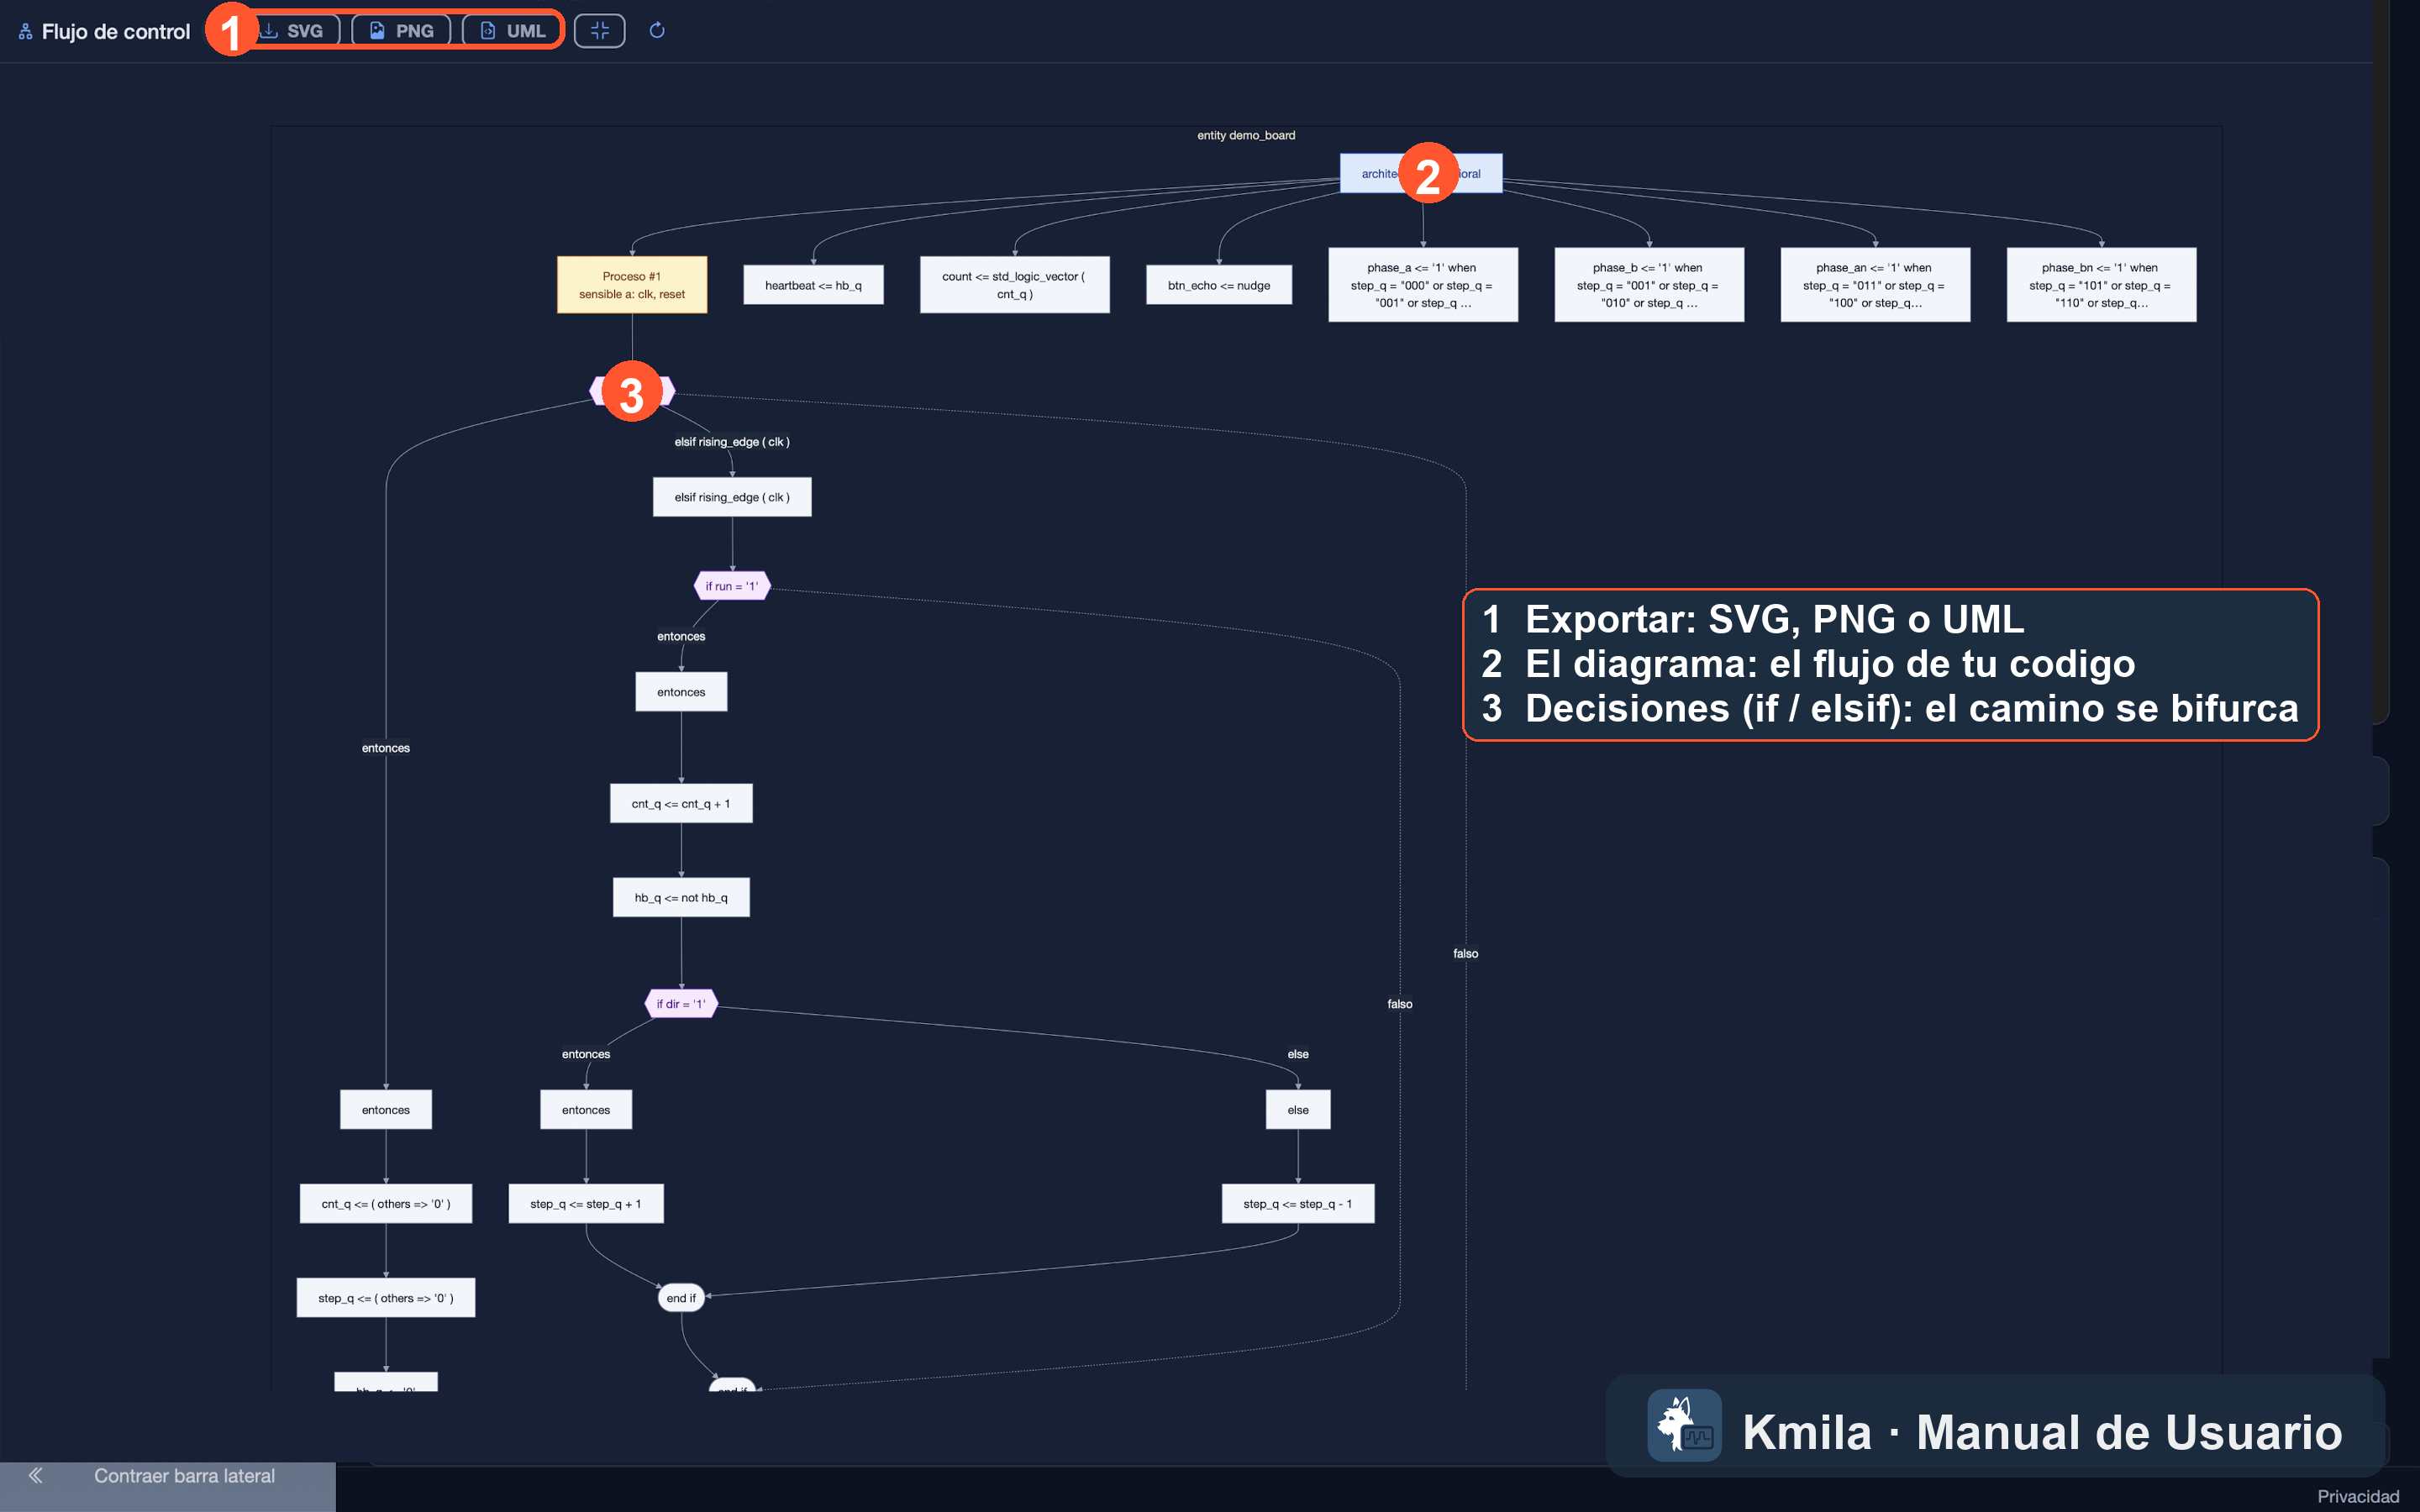 Flujo de control
1
SVG
PNG
UML
entity demo_board
2
Proceso #1
sensible a: clk, reset
heartbeat <= hb_q
count <= std_logic_vector (
cnt_q )
btn_echo <= nudge
phase_a <= '1' when
step_q = "000" or step_q =
"001" or step_q ...
phase_b <= '1' when
step_q = "001" or step_q =
"010" or step_q ...
phase_an <= '1' when
step_q = "011" or step_q =
"100" or step_q...
phase_bn <= '1' when
step_q = "101" or step_q =
"110" or step_q...
3
elsif rising_edge ( clk )
elsif rising_edge ( clk )
if run = '1'
entonces
entonces
1 Exportar: SVG, PNG o UML
2 El diagrama: el flujo de tu codigo
3 Decisiones (if / elsif): el camino se bifurca
entonces
cnt_q <= cnt_q + 1
hb_q <= not hb_q
falso
if dir = '1'
falso
entonces
else
entonces
entonces
else
cnt_q <= ( others => '0' )
step_q <= step_q + 1
step_q <= step_q - 1
step_q <= ( others => '0' )
end if
end if
Kmila · Manual de Usuario
Contraer barra lateral
Privacidad